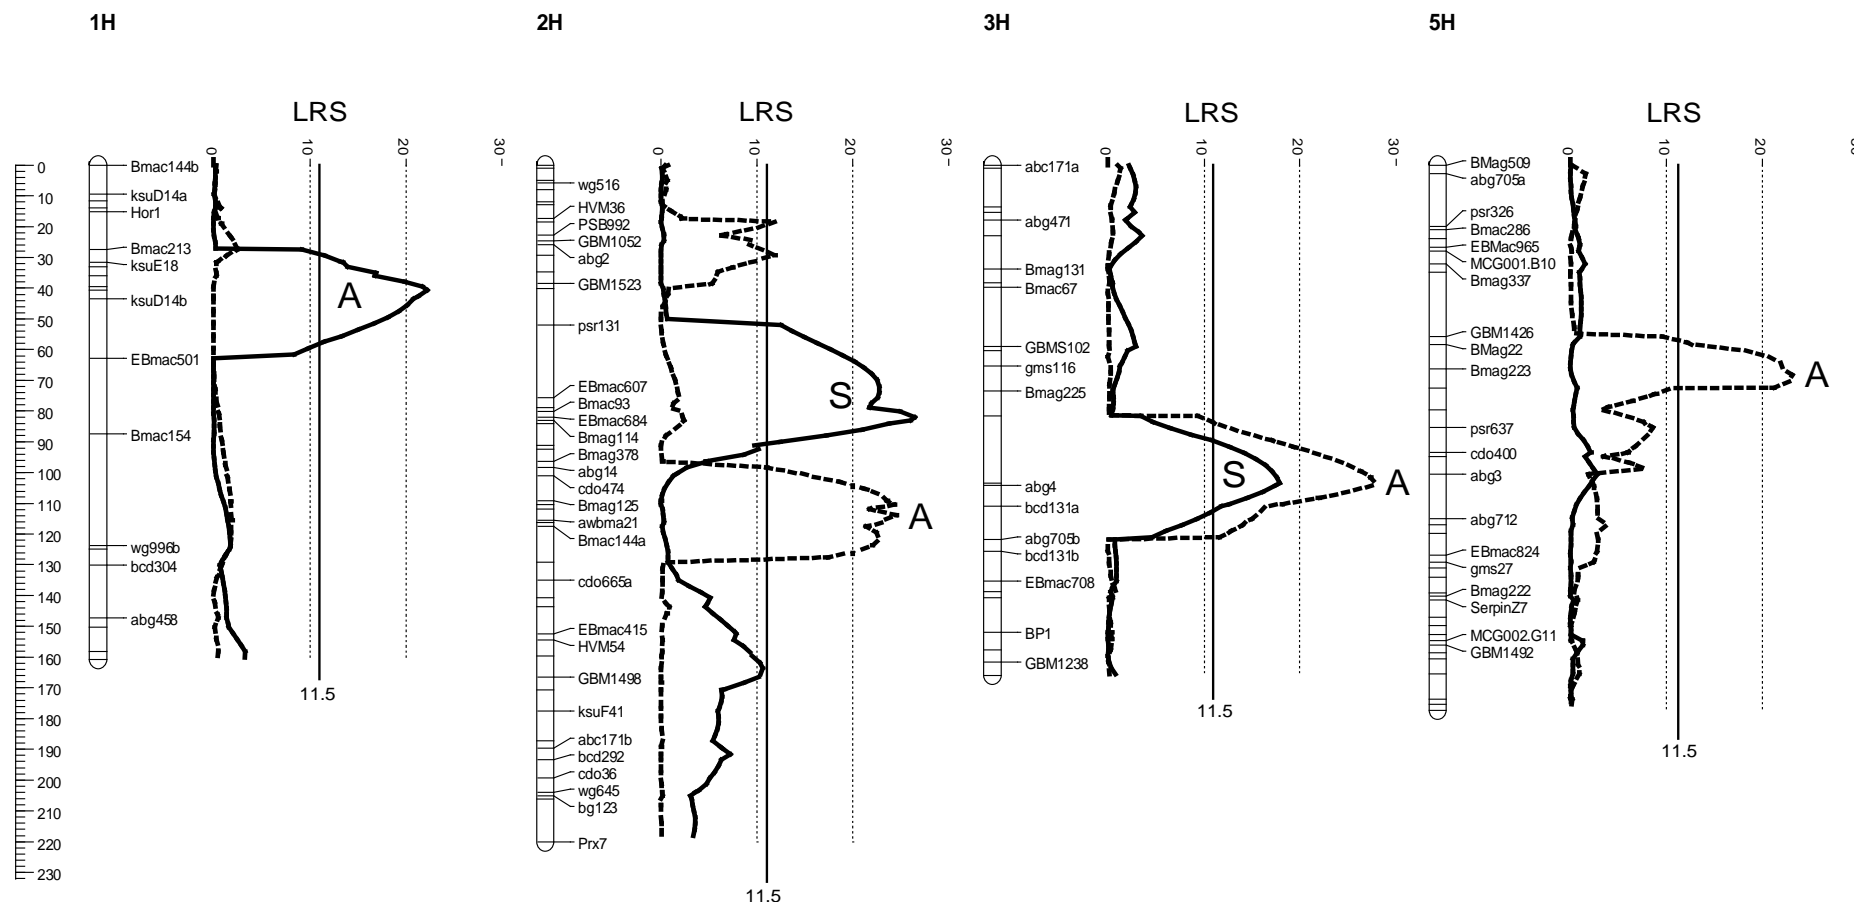 1H
2H
3H
5H
LRS
LRS
LRS
LRS
0 10 20 30
0 10 20 30
0 10 20 30
0 10 20
0
10
20
30
40
50
60
70
80
90
100
110
120
130
140
150
160
170
180
190
200
210
220
230
Bmac144b
ksuD14a
Hor1
Bmac213
ksuE18
ksuD14b
EBmac501
Bmac154
wg996b
bcd304
abg458
A
11.5
wg516
HVM36
PSB992
GBM1052
abg2
GBM1523
psr131
EBmac607
Bmac93
EBmac684
Bmag114
Bmag378
abg14
cdo474
Bmag125
awbma21
Bmac144a
cdo665a
EBmac415
HVM54
GBM1498
ksuF41
abc171b
bcd292
cdo36
wg645
bg123
Prx7
S
A
11.5
abc171a
abg471
Bmag131
Bmac67
GBMS102
gms116
Bmag225
abg4
bcd131a
abg705b
bcd131b
EBmac708
BP1
GBM1238
S
A
11.5
BMag509
abg705a
psr326
Bmac286
EBMac965
MCG001.B10
Bmag337
GBM1426
BMag22
Bmag223
psr637
cdo400
abg3
abg712
EBmac824
gms27
Bmag222
SerpinZ7
MCG002.G11
GBM1492
A
11.5